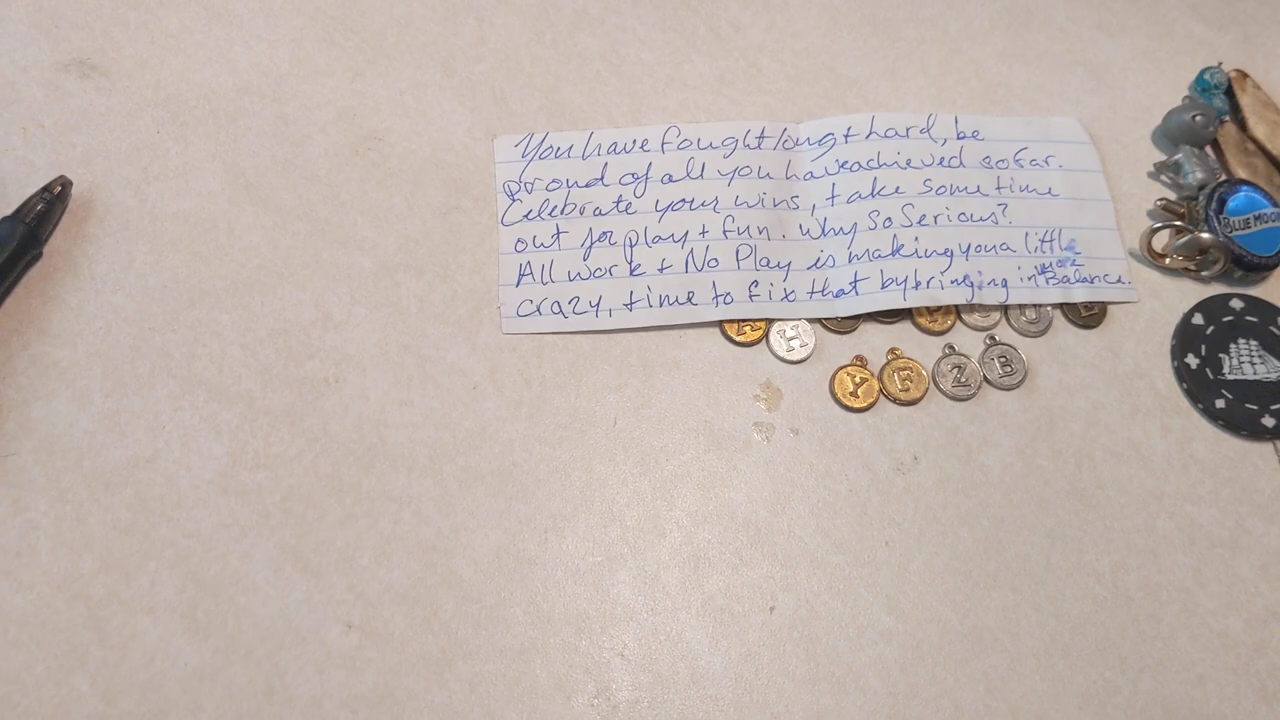 You have fought long + hard, be
proud of all you have achieved so far.
Celebrate your wins, take some time
out for play + fun. Why So Serious?
All work + No Play is making you a little
crazy, time to fix that by bringing in more Balance.
H P U E
Y F Z B
BLUE MOO